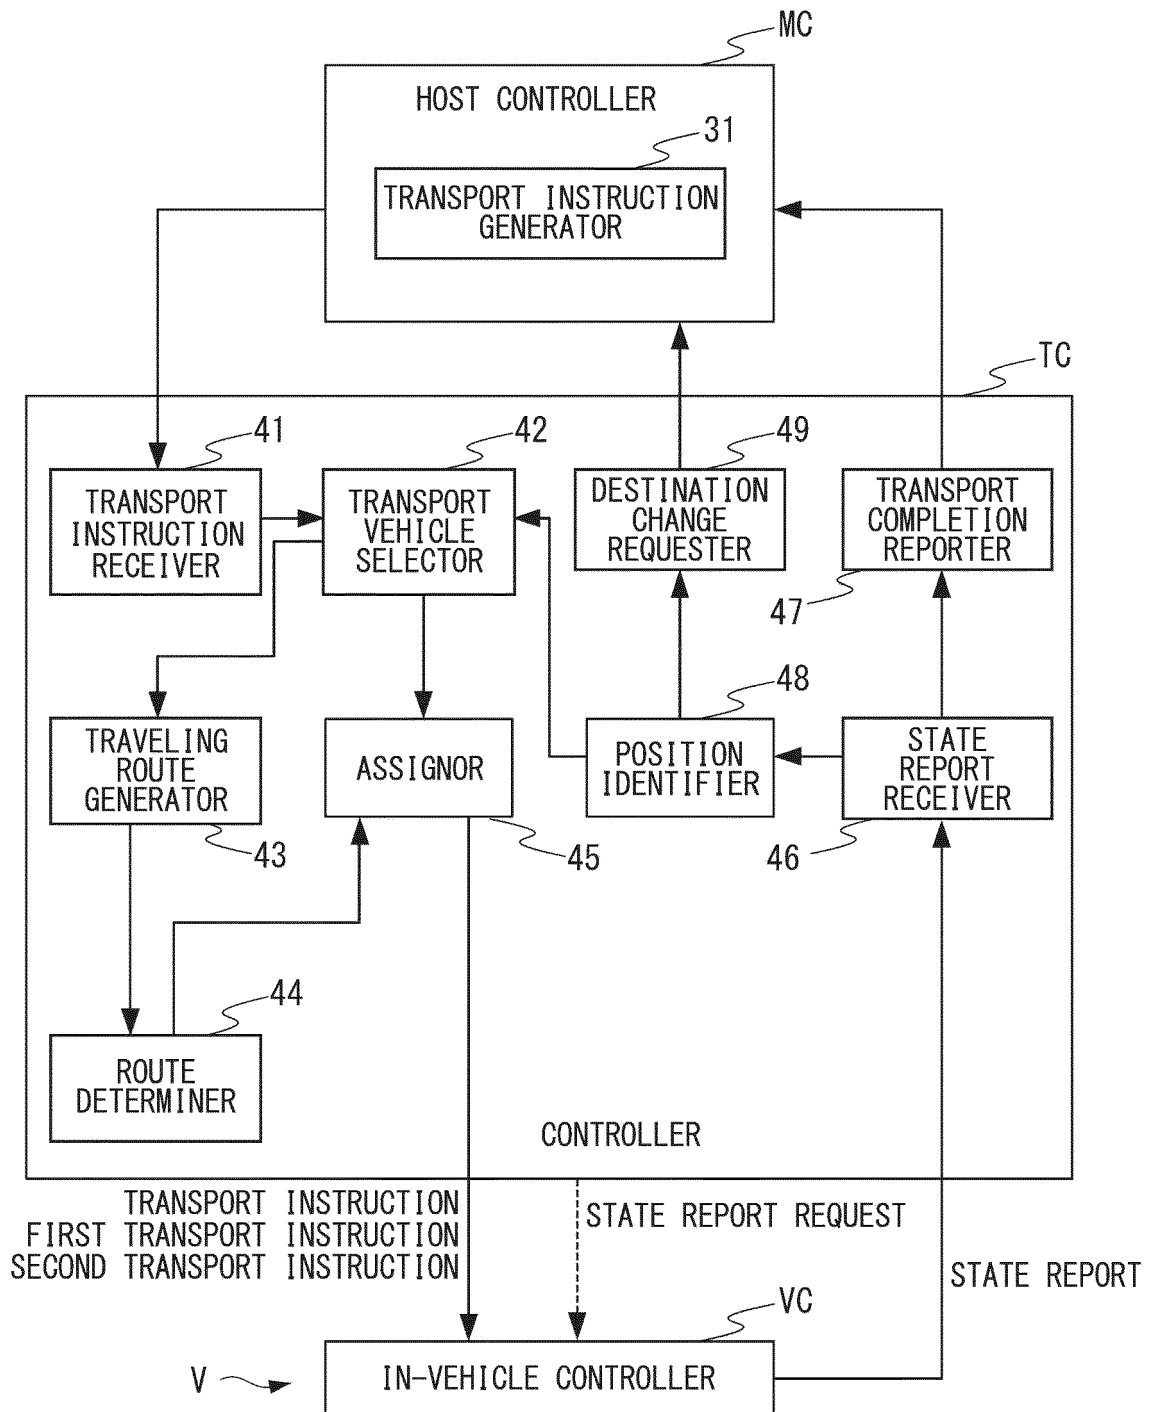 MC
HOST CONTROLLER
31
TRANSPORT INSTRUCTION
GENERATOR
TC
41
TRANSPORT
INSTRUCTION
RECEIVER
42
TRANSPORT
VEHICLE
SELECTOR
49
DESTINATION
CHANGE
REQUESTER
TRANSPORT
COMPLETION
REPORTER
47
TRAVELING
ROUTE
GENERATOR
43
ASSIGNOR
45
48
POSITION
IDENTIFIER
STATE
REPORT
RECEIVER
46
44
ROUTE
DETERMINER
CONTROLLER
TRANSPORT INSTRUCTION
FIRST TRANSPORT INSTRUCTION
SECOND TRANSPORT INSTRUCTION
STATE REPORT REQUEST
STATE REPORT
VC
V
IN-VEHICLE CONTROLLER